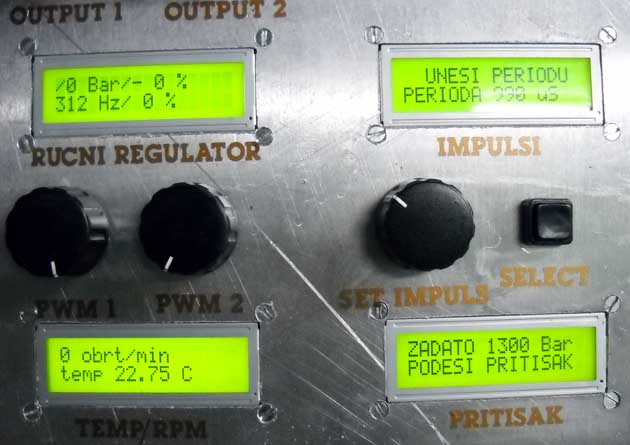 OUTPUT 1 OUTPUT 2
/0 Bar/- 0 %
312 Hz/ 0 %
RUCNI REGULATOR
UNESI PERIODU
PERIODA 990 uS
IMPULSI
PWM 1 PWM 2
SET IMPULS SELECT
0 obrt/min
temp 22.75 C
TEMP/RPM
ZADATO 1300 Bar
PODESI PRITISAK
PRITISAK